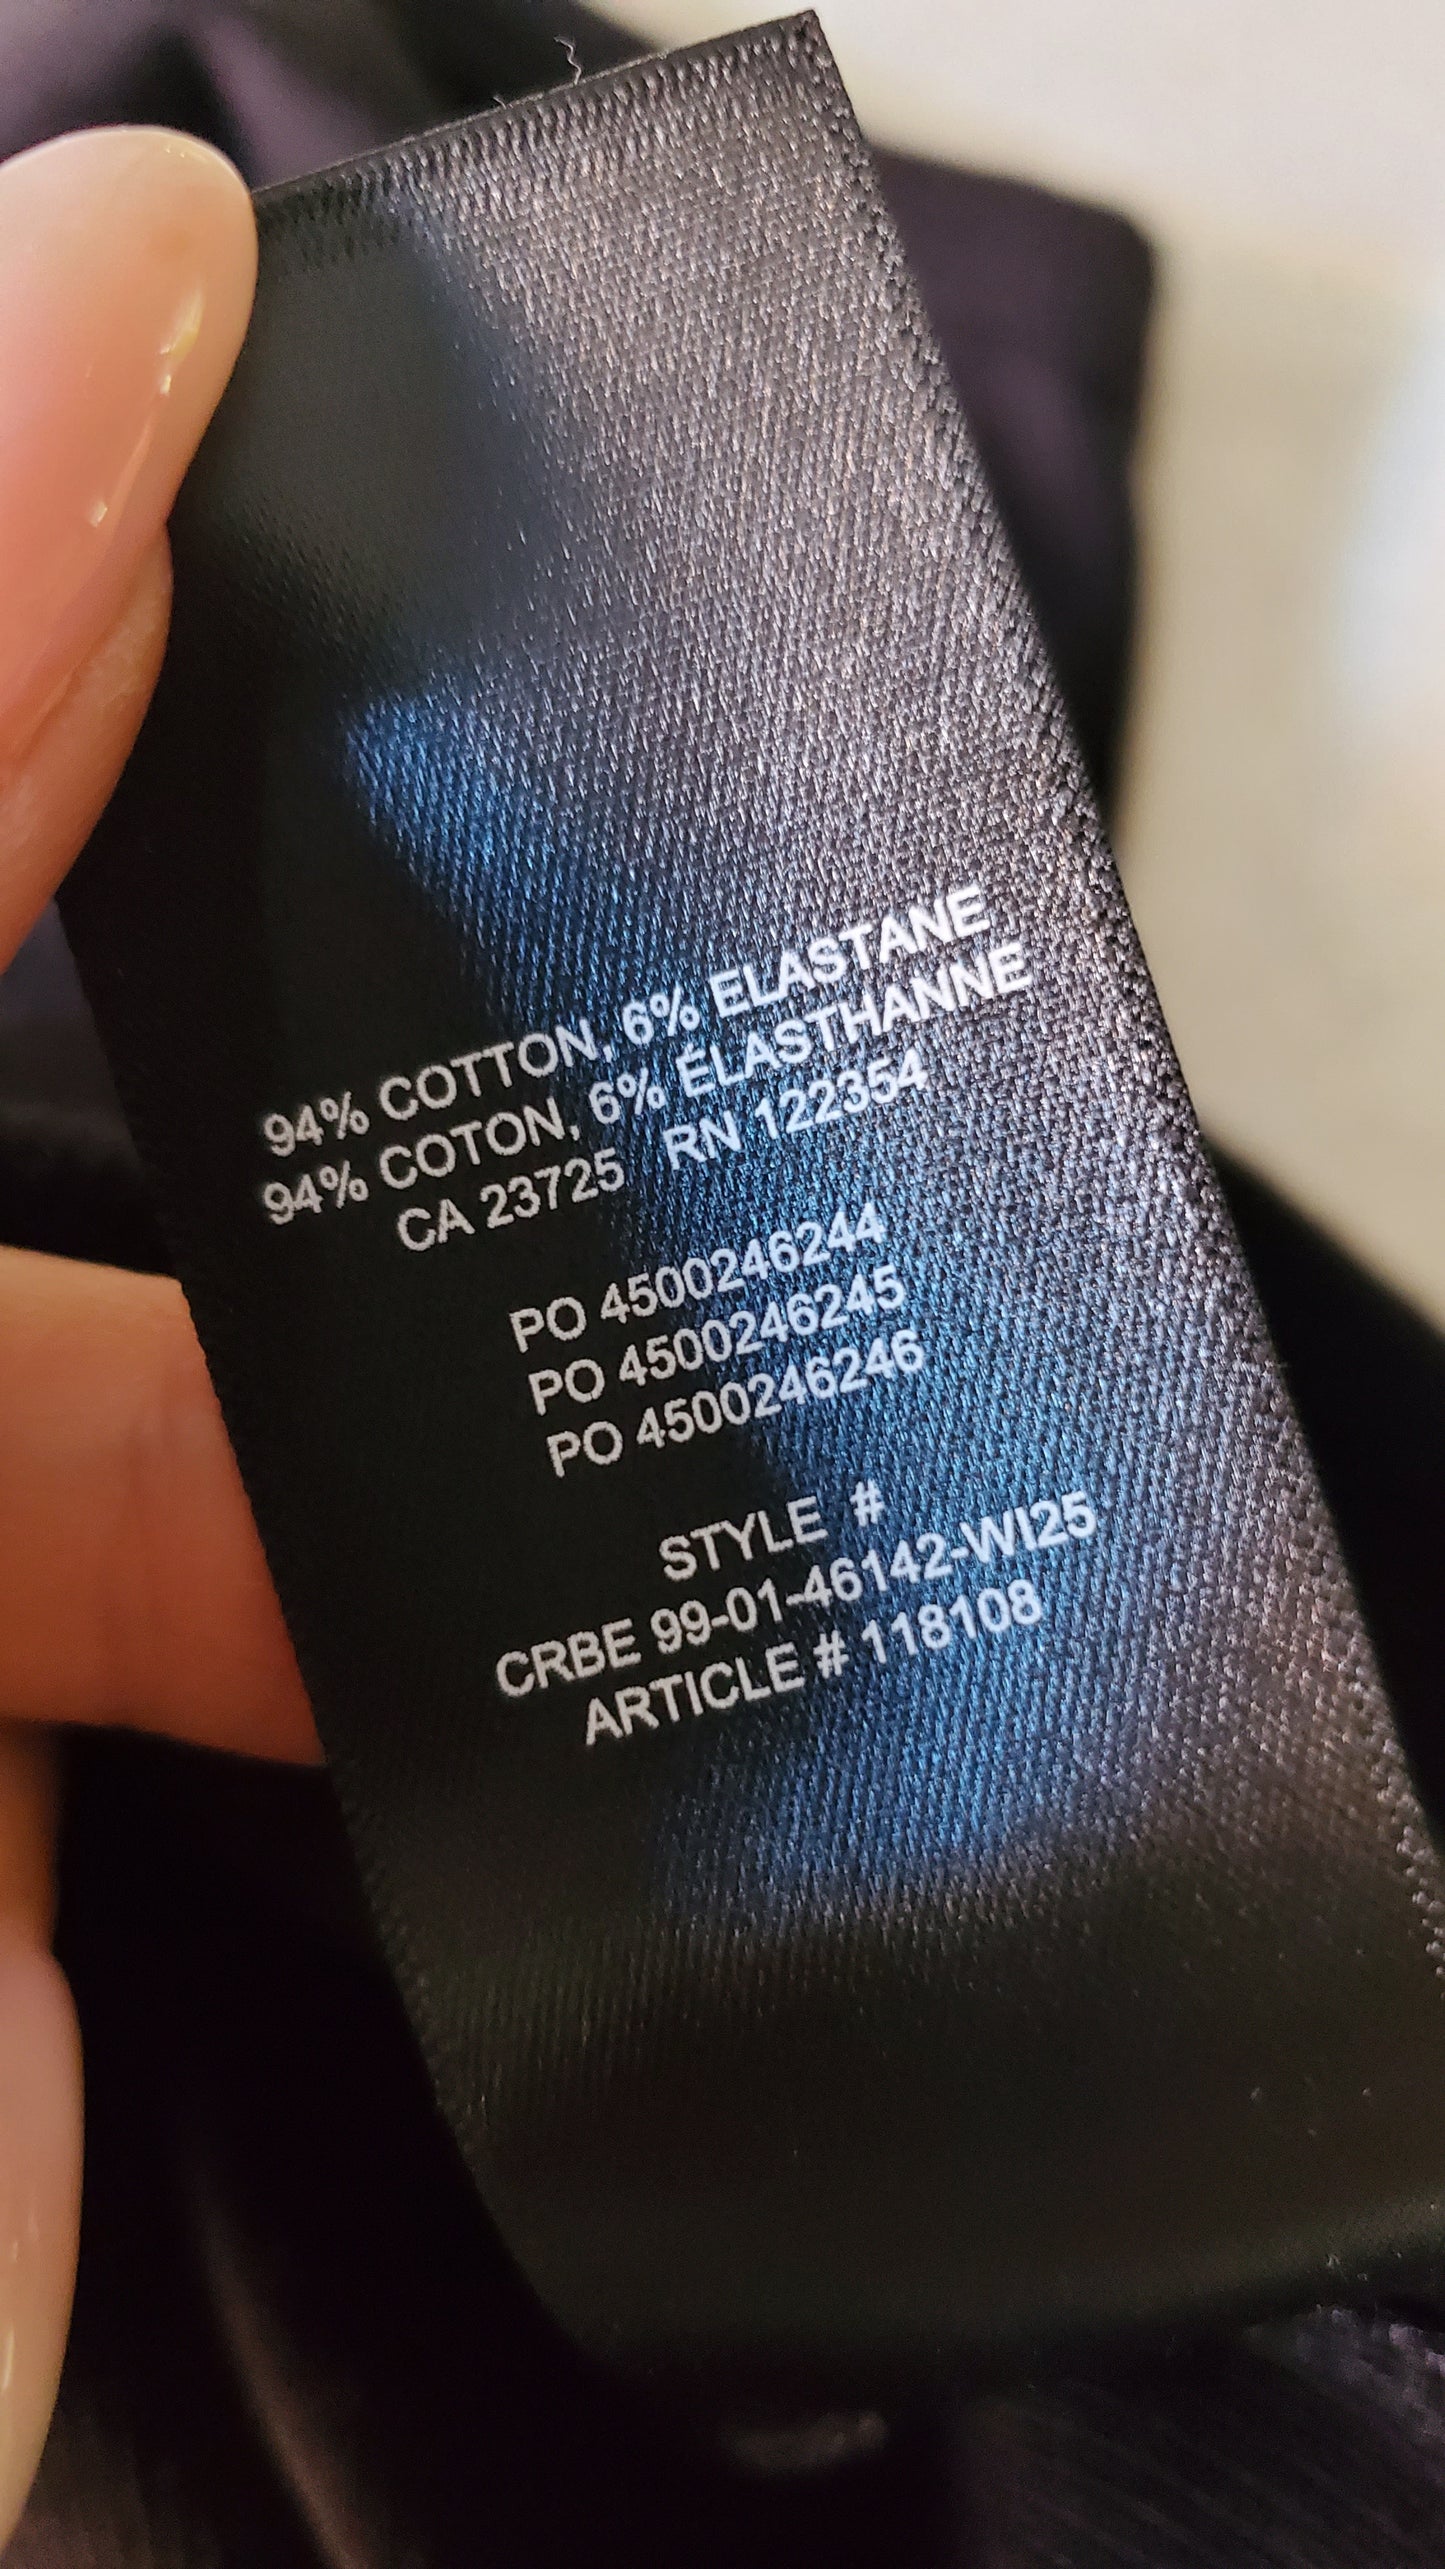 94% COTTON, 6% ELASTANE
94% COTON, 6% ÉLASTHANNE
CA 23725 RN 122354
PO 4500246244
PO 4500246245
PO 4500246246
STYLE #
CRBE 99-01-46142-WI25
ARTICLE # 118108